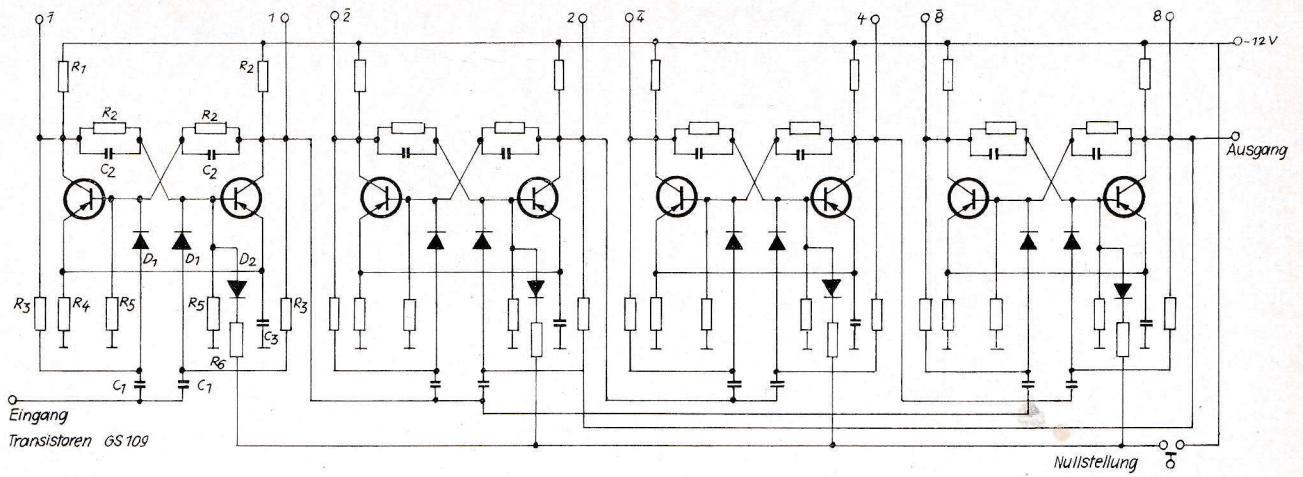 1̅ 1 2̅ 2 4̅ 4 8̅ 8
-12V
R1 R2
R2 R2
C2 C2
Ausgang
D1 D1 D2
R3 R4 R5 R5 R3
C3
R6
C1 C1
Eingang
Transistoren GS 109
Nullstellung